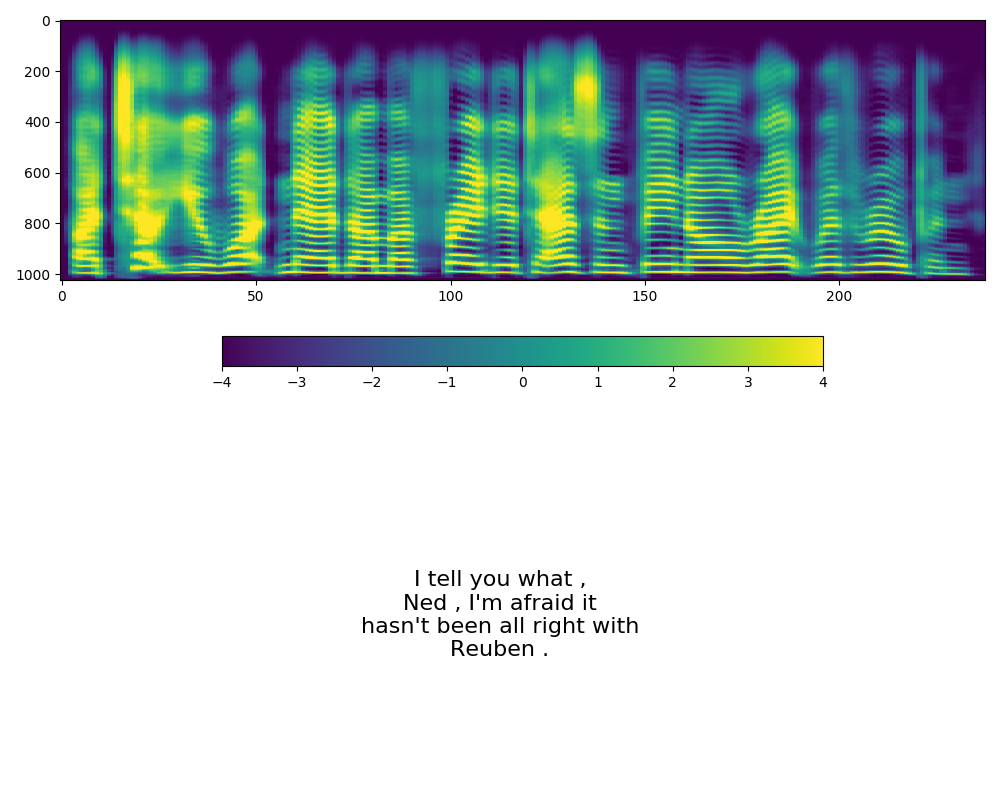 0
200
400
600
800
1000
0 50 100 150 200
−4 −3 −2 −1 0 1 2 3 4
I tell you what ,
Ned , I'm afraid it
hasn't been all right with
Reuben .